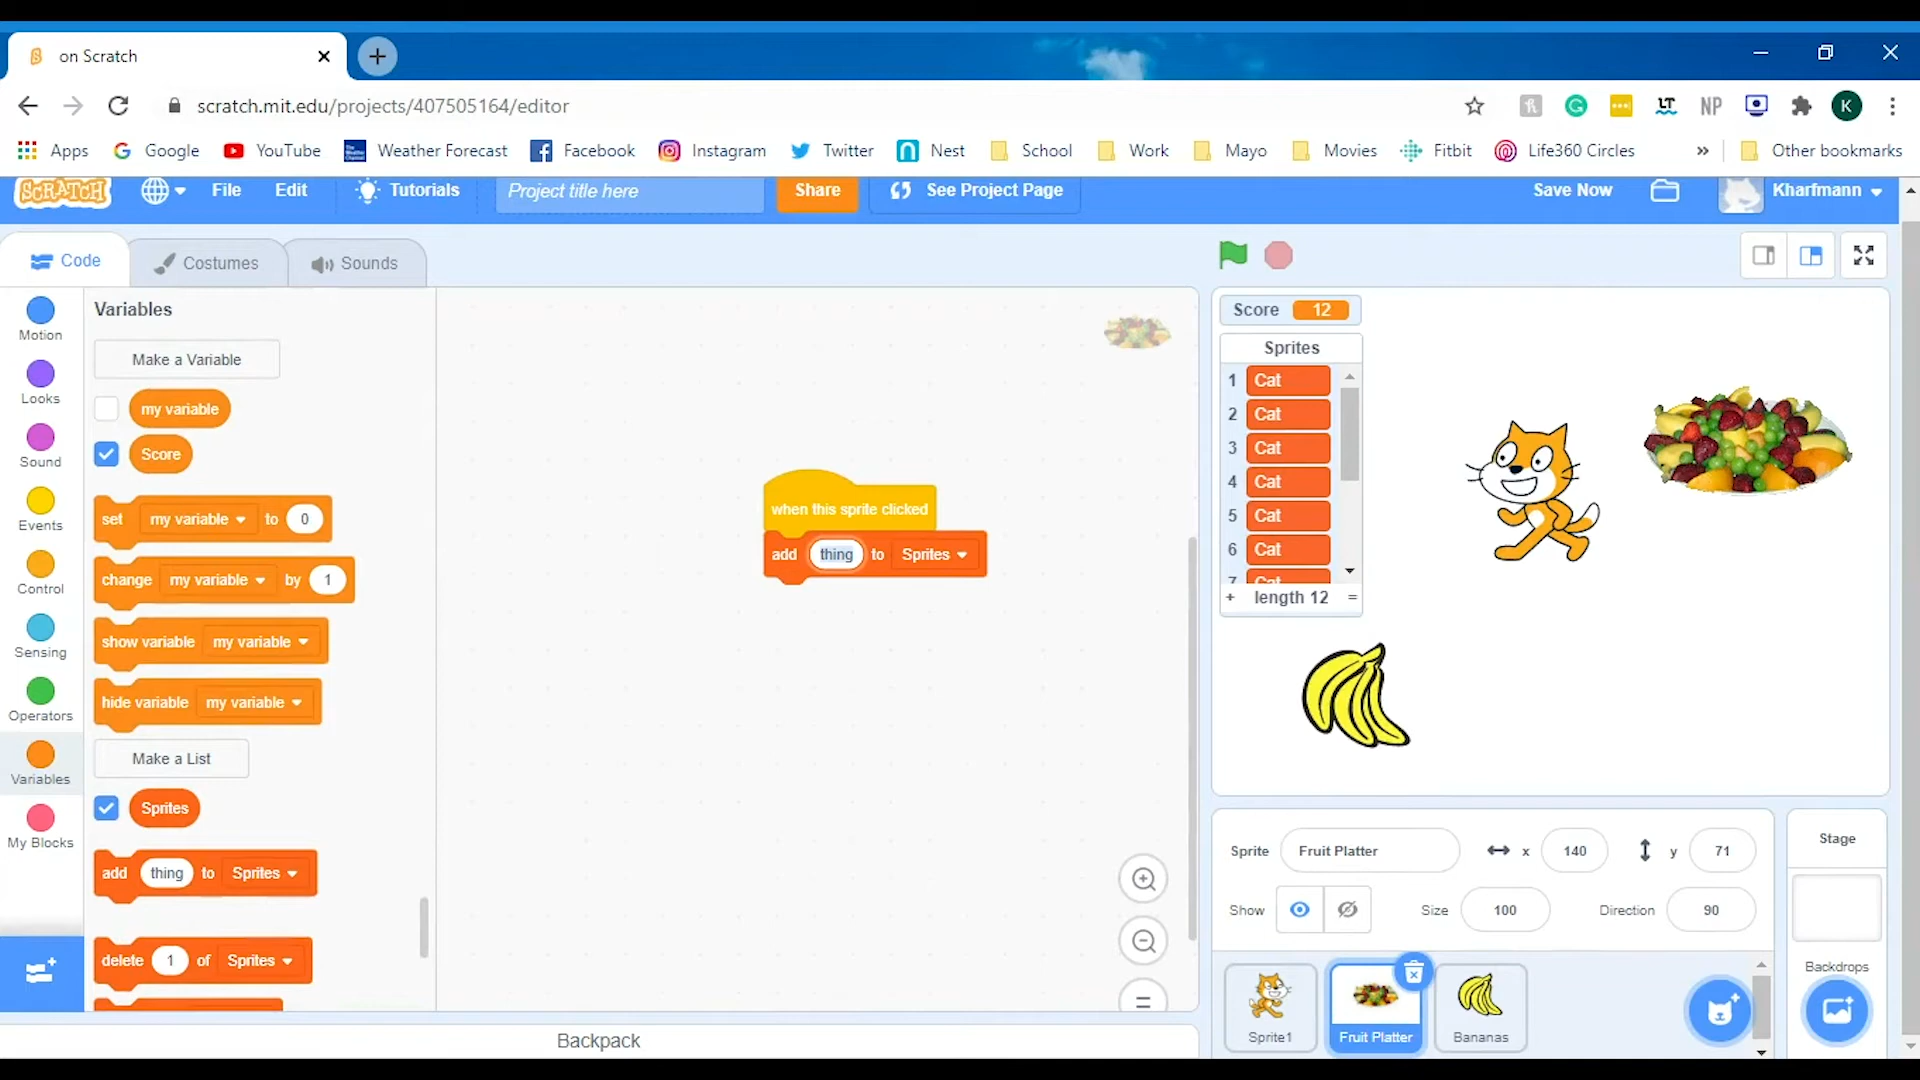 on Scratch
scratch.mit.edu/projects/407505164/editor
NP
K
Apps
Google
YouTube
Weather Forecast
Facebook
Instagram
Twitter
Nest
School
Work
Mayo
Movies
Fitbit
Life360 Circles
»
Other bookmarks
SCRATCH
File
Edit
Tutorials
Project title here
Share
See Project Page
Save Now
Kharfmann
Code
Costumes
Sounds
Motion
Looks
Sound
Events
Control
Sensing
Operators
Variables
My Blocks
Variables
Make a Variable
my variable
Score
set my variable to 0
change my variable by 1
show variable my variable
hide variable my variable
Make a List
Sprites
add thing to Sprites
delete 1 of Sprites
when this sprite clicked
add thing to Sprites
Backpack
Score 12
Sprites
1 Cat
2 Cat
3 Cat
4 Cat
5 Cat
6 Cat
7 Cat
+ length 12 =
Sprite Fruit Platter x 140 y 71
Show Size 100 Direction 90
Sprite1
Fruit Platter
Bananas
Stage
Backdrops